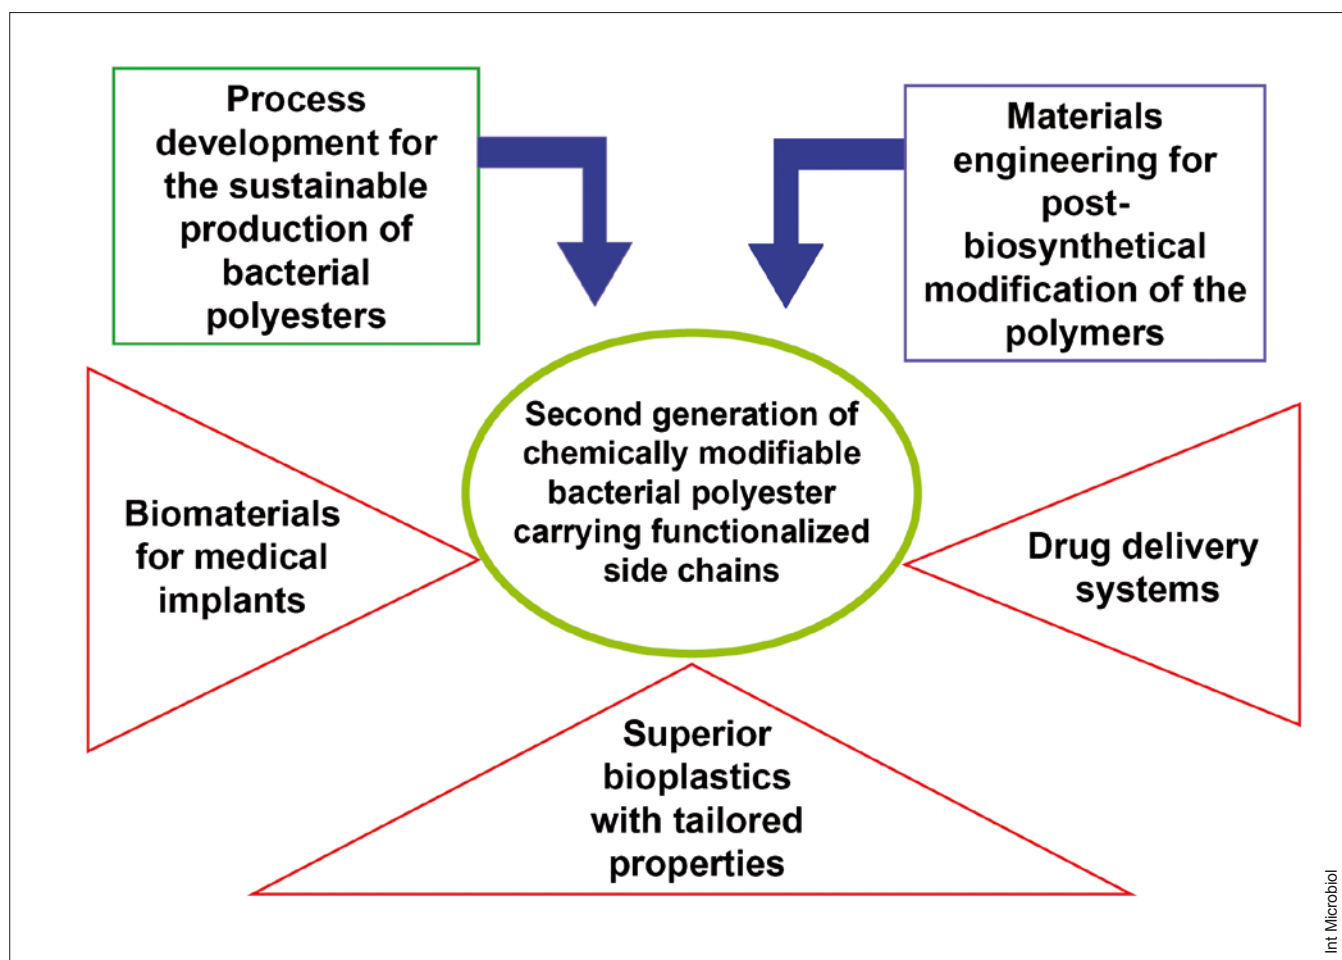 Process
development for
the sustainable
production of
bacterial
polyesters
Materials
engineering for
post-
biosynthetical
modification of the
polymers
Second generation of
chemically modifiable
bacterial polyester
carrying functionalized
side chains
Biomaterials
for medical
implants
Drug delivery
systems
Superior
bioplastics
with tailored
properties
Int Microbiol